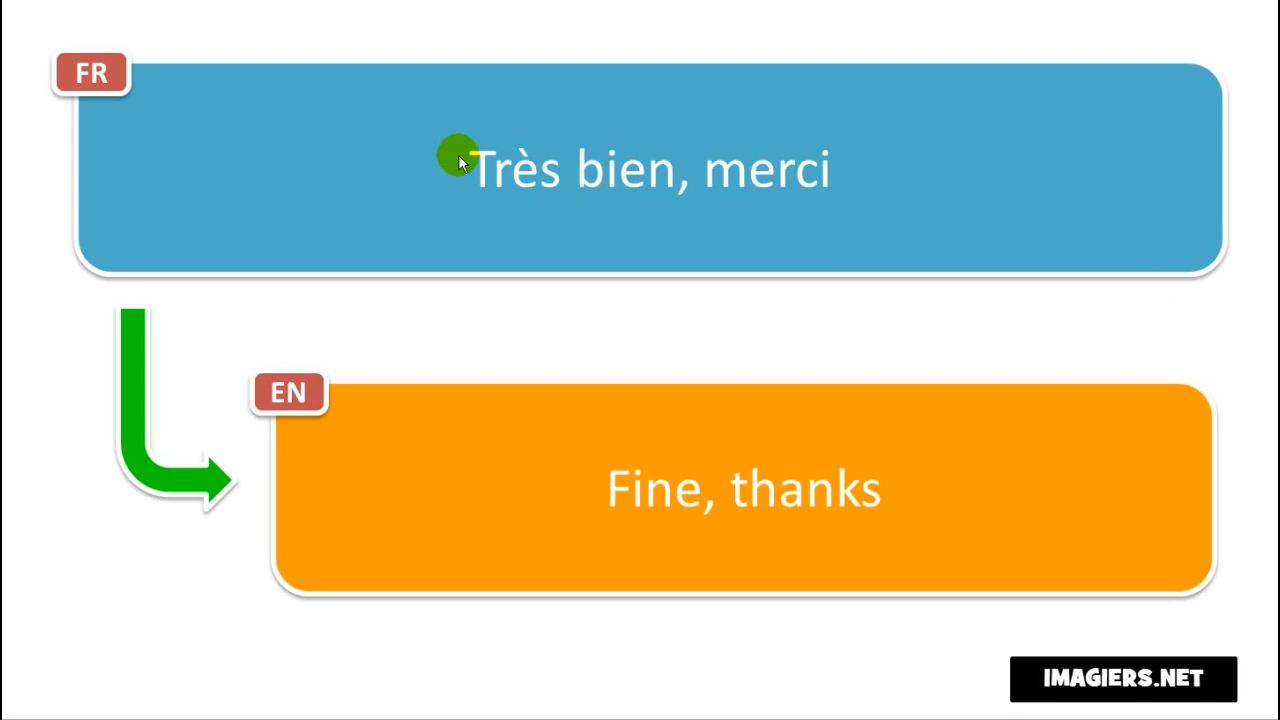 FR
Très bien, merci
EN
Fine, thanks
IMAGIERS.NET